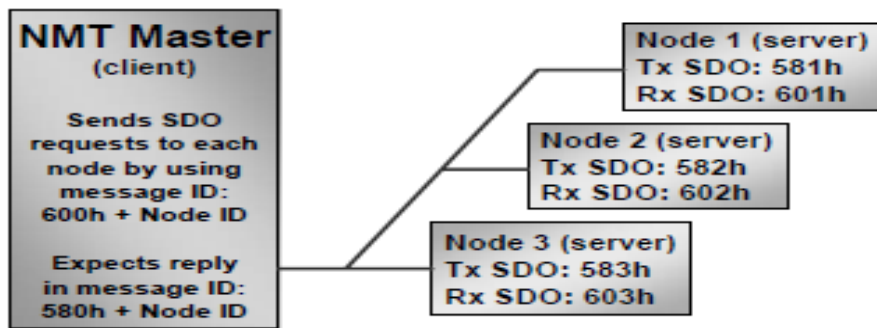 NMT Master
(client)
Sends SDO
requests to each
node by using
message ID:
600h + Node ID
Expects reply
in message ID:
580h + Node ID
Node 1 (server)
Tx SDO: 581h
Rx SDO: 601h
Node 2 (server)
Tx SDO: 582h
Rx SDO: 602h
Node 3 (server)
Tx SDO: 583h
Rx SDO: 603h